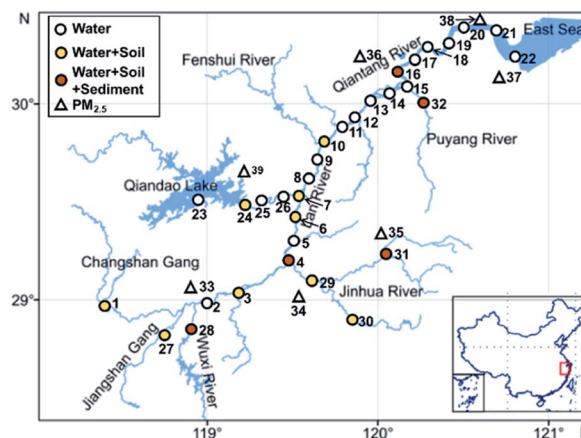 N
Water
Water+Soil
Water+Soil
+Sediment
PM2.5
38
20
21
East Sea
19
18
22
37
36
17
Qiantang River
16
15
32
14
13
12
11
10
Fenshui River
Puyang River
30°
9
8
7
Lan River
6
39
Qiandao Lake
23
24
25
26
5
4
35
31
Changshan Gang
33
29
34
Jinhua River
30
29°
1
2
3
27
28
Jiangshan Gang
Wuxi River
119°
120°
121°